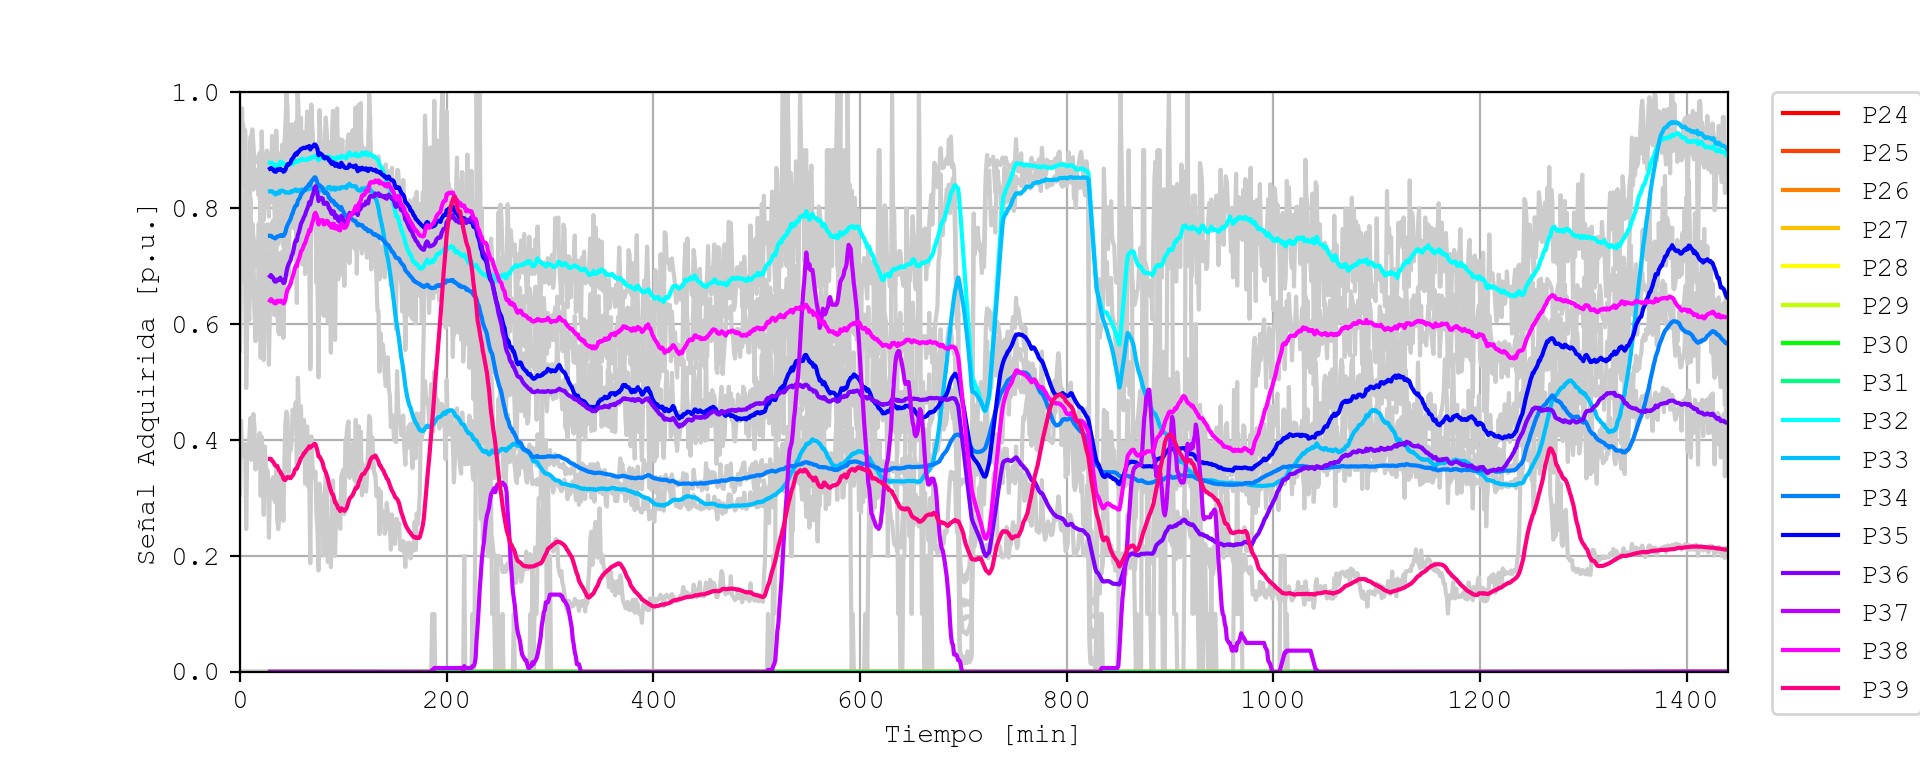 1.0
0.8
0.6
0.4
0.2
0.0
Señal Adquirida [p.u.]
0 200 400 600 800 1000 1200 1400
Tiempo [min]
P24
P25
P26
P27
P28
P29
P30
P31
P32
P33
P34
P35
P36
P37
P38
P39